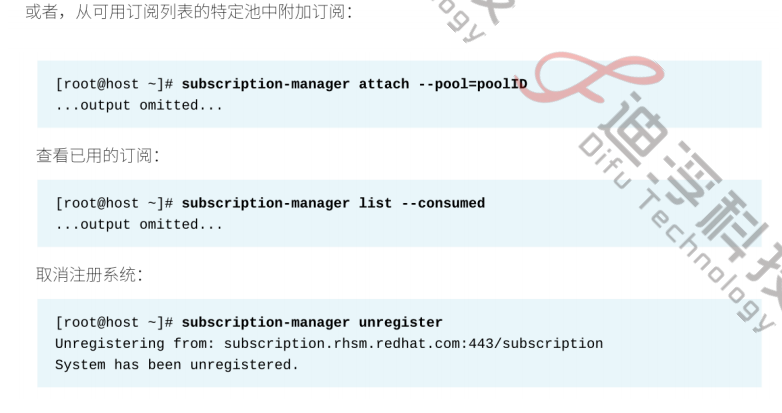 或者，从可用订阅列表的特定池中附加订阅：
[root@host ~]# subscription-manager attach --pool=poolID
...output omitted...
查看已用的订阅：
[root@host ~]# subscription-manager list --consumed
...output omitted...
取消注册系统：
[root@host ~]# subscription-manager unregister
Unregistering from: subscription.rhsm.redhat.com:443/subscription
System has been unregistered.
迪浮科技
Difu Technology